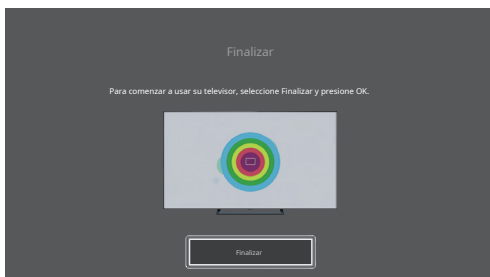 Finalizar
Para comenzar a usar su televisor, seleccione Finalizar y presione OK.
Finalizar